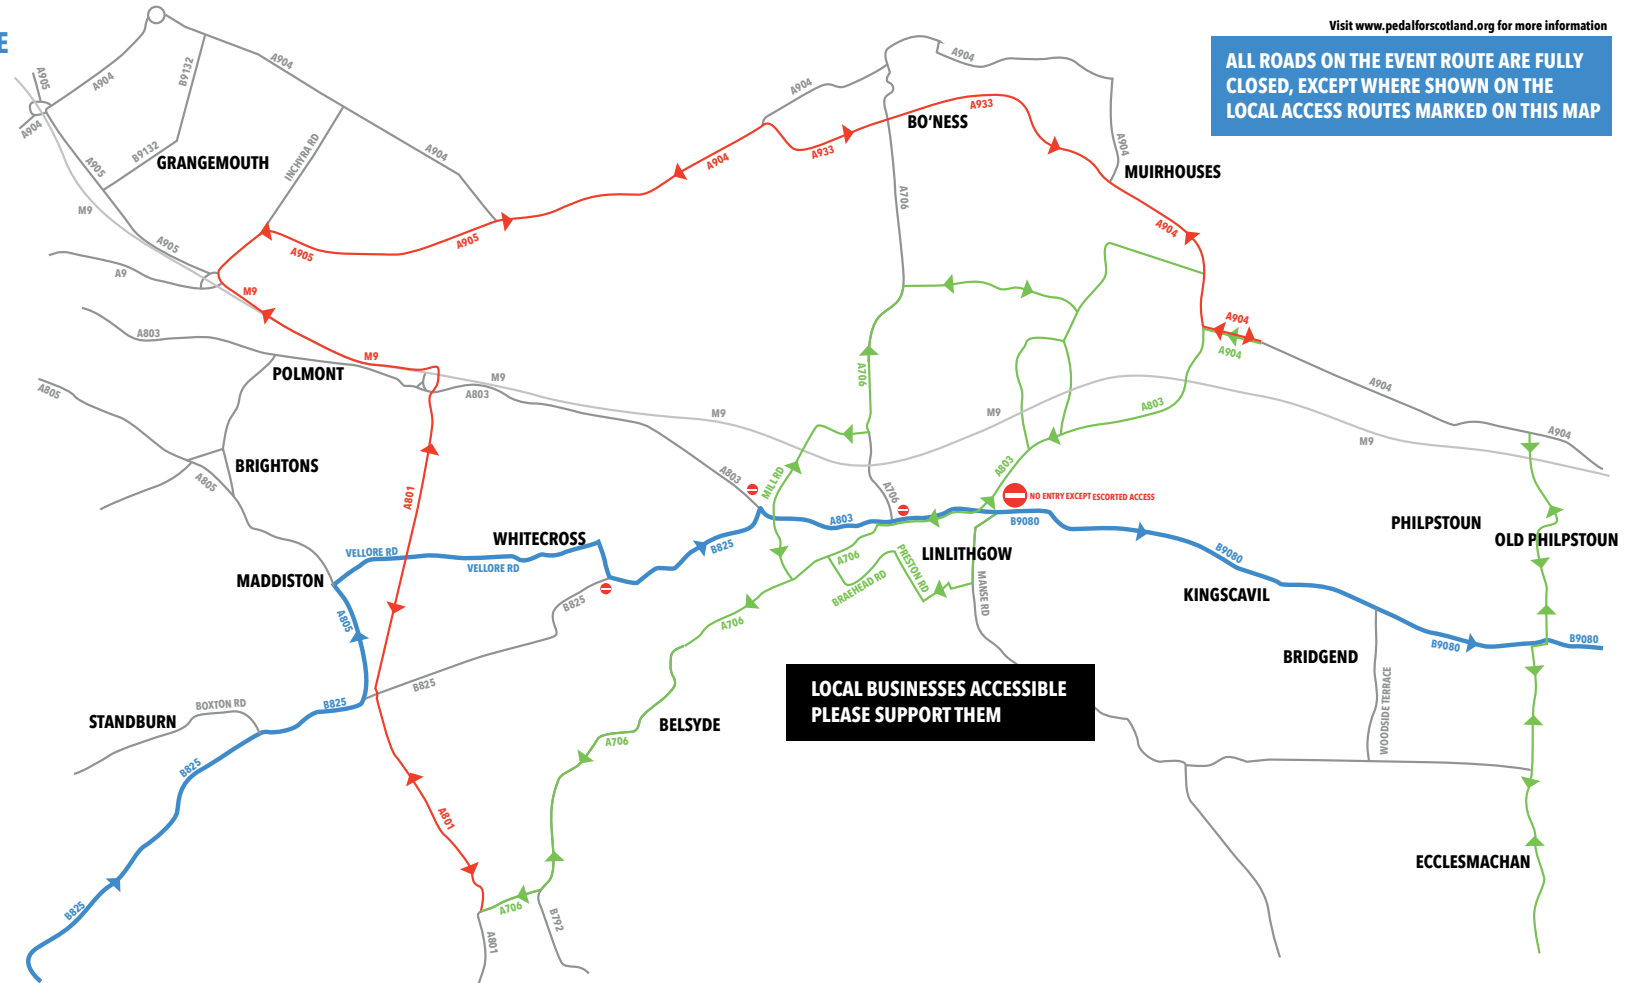 E
Visit www.pedalforscotland.org for more information
ALL ROADS ON THE EVENT ROUTE ARE FULLY
CLOSED, EXCEPT WHERE SHOWN ON THE
LOCAL ACCESS ROUTES MARKED ON THIS MAP
A905
A904
B9132
A904
A904
A904
A904
A933
BO'NESS
A904
A905
B9132
GRANGEMOUTH
INCHYRA RD
A904
A904
A933
A904
MUIRHOUSES
M9
A706
A905
A905
A905
A904
A9
M9
A803
M9
POLMONT
M9
A803
A805
A706
A904
A904
A904
M9
M9
A803
A904
M9
BRIGHTONS
A805
A801
A803
MILL RD
A706
A803
NO ENTRY EXCEPT ESCORTED ACCESS
A803
B9080
PHILPSTOUN
OLD PHILPSTOUN
WHITECROSS
VELLORE RD
VELLORE RD
B825
A706
PRESTON RD
LINLITHGOW
B9080
MADDISTON
BRAEHEAD RD
MANSE RD
KINGSCAVIL
A805
B825
A706
B9080
B9080
BRIDGEND
B825
LOCAL BUSINESSES ACCESSIBLE
PLEASE SUPPORT THEM
BOXTON RD
B825
STANDBURN
BELSYDE
A706
WOODSIDE TERRACE
B825
A801
ECCLESMACHAN
B825
A706
B792
A801